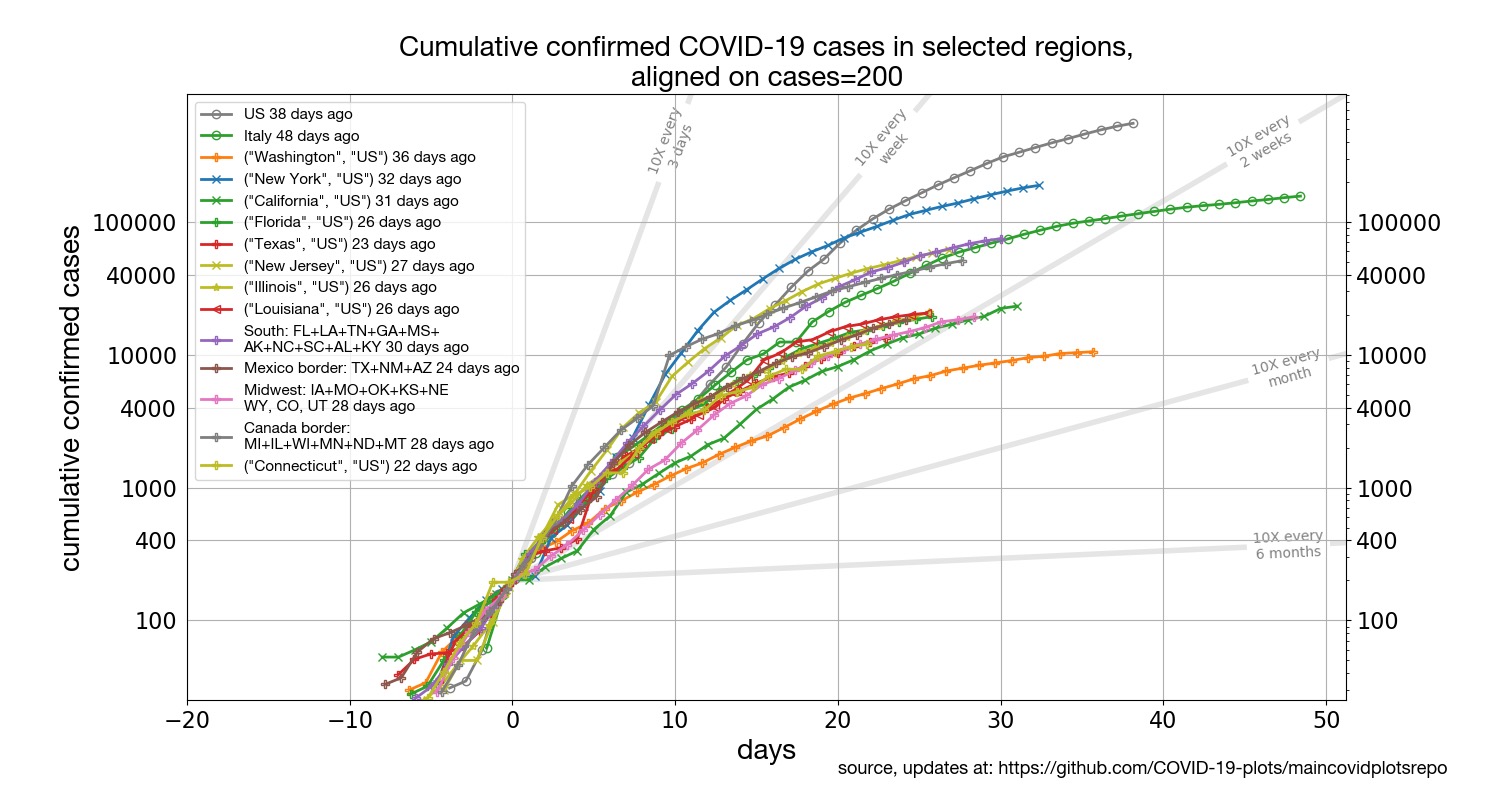 Cumulative confirmed COVID-19 cases in selected regions,
aligned on cases=200
US 38 days ago
Italy 48 days ago
("Washington", "US") 36 days ago
("New York", "US") 32 days ago
("California", "US") 31 days ago
("Florida", "US") 26 days ago
("Texas", "US") 23 days ago
("New Jersey", "US") 27 days ago
("Illinois", "US") 26 days ago
("Louisiana", "US") 26 days ago
South: FL+LA+TN+GA+MS+
AK+NC+SC+AL+KY 30 days ago
Mexico border: TX+NM+AZ 24 days ago
Midwest: IA+MO+OK+KS+NE
WY, CO, UT 28 days ago
Canada border:
MI+IL+WI+MN+ND+MT 28 days ago
("Connecticut", "US") 22 days ago
10X every
3 days
10X every
week
10X every
2 weeks
10X every
month
10X every
6 months
cumulative confirmed cases
100000
40000
10000
4000
1000
400
100
100000
40000
10000
4000
1000
400
100
−20
−10
0
10
20
30
40
50
days
source, updates at: https://github.com/COVID-19-plots/maincovidplotsrepo